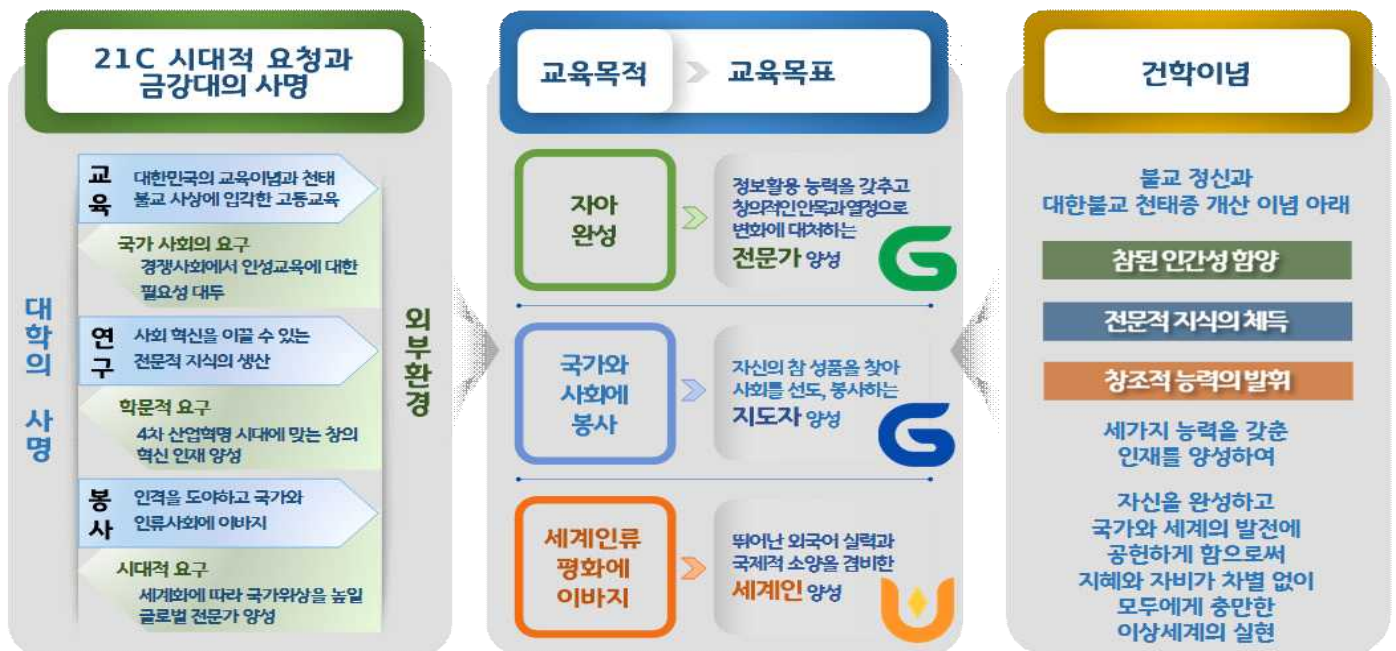 21C 시대적 요청과
금강대의 사명
대학의 사명
교육
대한민국의 교육이념과 천태
불교 사상에 입각한 고등교육
국가 사회의 요구
경쟁사회에서 인성교육에 대한
필요성 대두
연구
사회 혁신을 이끌 수 있는
전문적 지식의 생산
학문적 요구
4차 산업혁명 시대에 맞는 창의
혁신 인재 양성
봉사
인격을 도야하고 국가와
인류사회에 이바지
시대적 요구
세계화에 따라 국가위상을 높일
글로벌 전문가 양성
외부환경
교육목적
교육목표
자아
완성
정보활용 능력을 갖추고
창의적인안목과열정으로
변화에 대처하는
전문가 양성
국가와
사회에
봉사
자신의 참 성품을 찾아
사회를 선도, 봉사하는
지도자 양성
세계인류
평화에
이바지
뛰어난 외국어 실력과
국제적 소양을 겸비한
세계인 양성
건학이념
불교 정신과
대한불교 천태종 개산 이념 아래
참된 인간성 함양
전문적 지식의 체득
창조적 능력의 발휘
세가지 능력을 갖춘
인재를 양성하여
자신을 완성하고
국가와 세계의 발전에
공헌하게 함으로써
지혜와 자비가 차별 없이
모두에게 충만한
이상세계의 실현